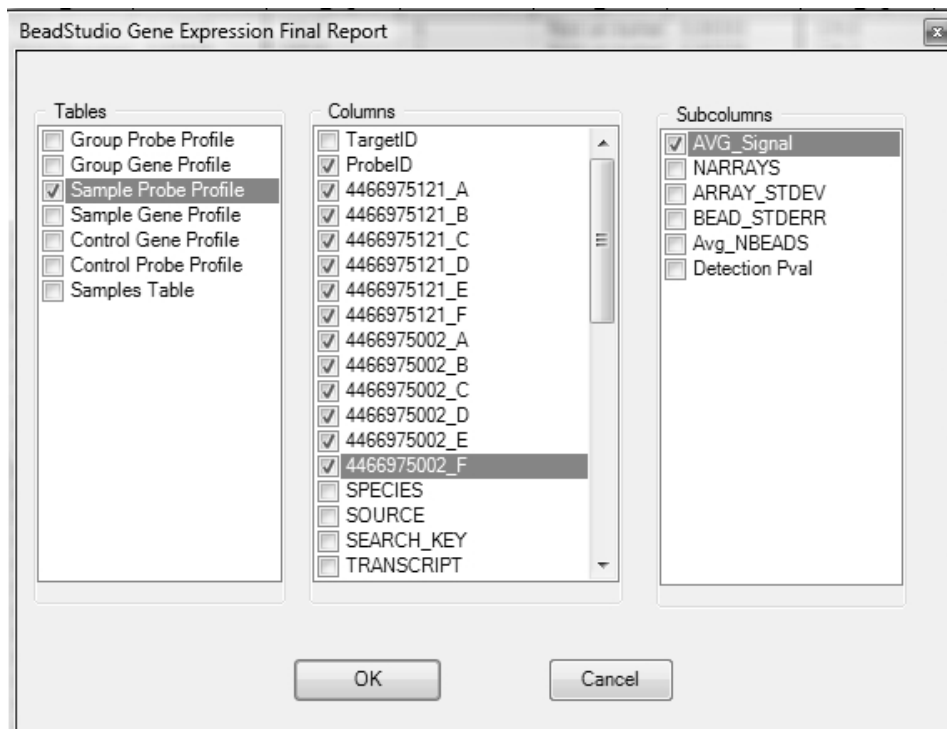 BeadStudio Gene Expression Final Report
x
Tables
Group Probe Profile
Group Gene Profile
Sample Probe Profile
Sample Gene Profile
Control Gene Profile
Control Probe Profile
Samples Table
Columns
TargetID
ProbeID
4466975121_A
4466975121_B
4466975121_C
4466975121_D
4466975121_E
4466975121_F
4466975002_A
4466975002_B
4466975002_C
4466975002_D
4466975002_E
4466975002_F
SPECIES
SOURCE
SEARCH_KEY
TRANSCRIPT
Subcolumns
AVG_Signal
NARRAYS
ARRAY_STDEV
BEAD_STDERR
Avg_NBEADS
Detection Pval
OK
Cancel